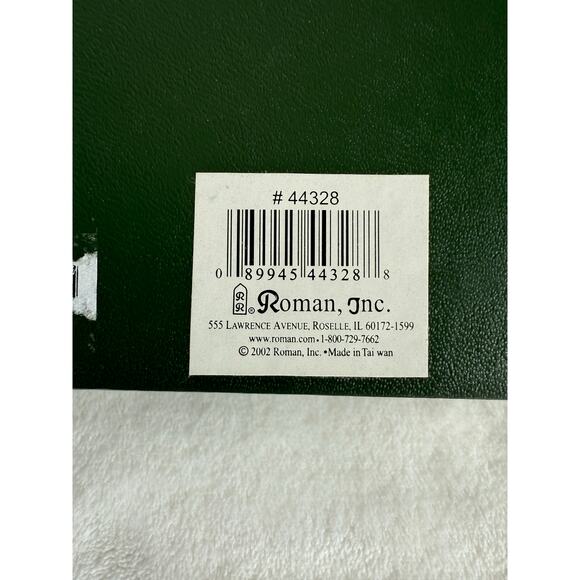 # 44328
0 89945 44328 8
R R ® Roman, Inc.
555 Lawrence Avenue, Roselle, IL 60172-1599
www.roman.com • 1-800-729-7662
© 2002 Roman, Inc. •Made in Tai wan